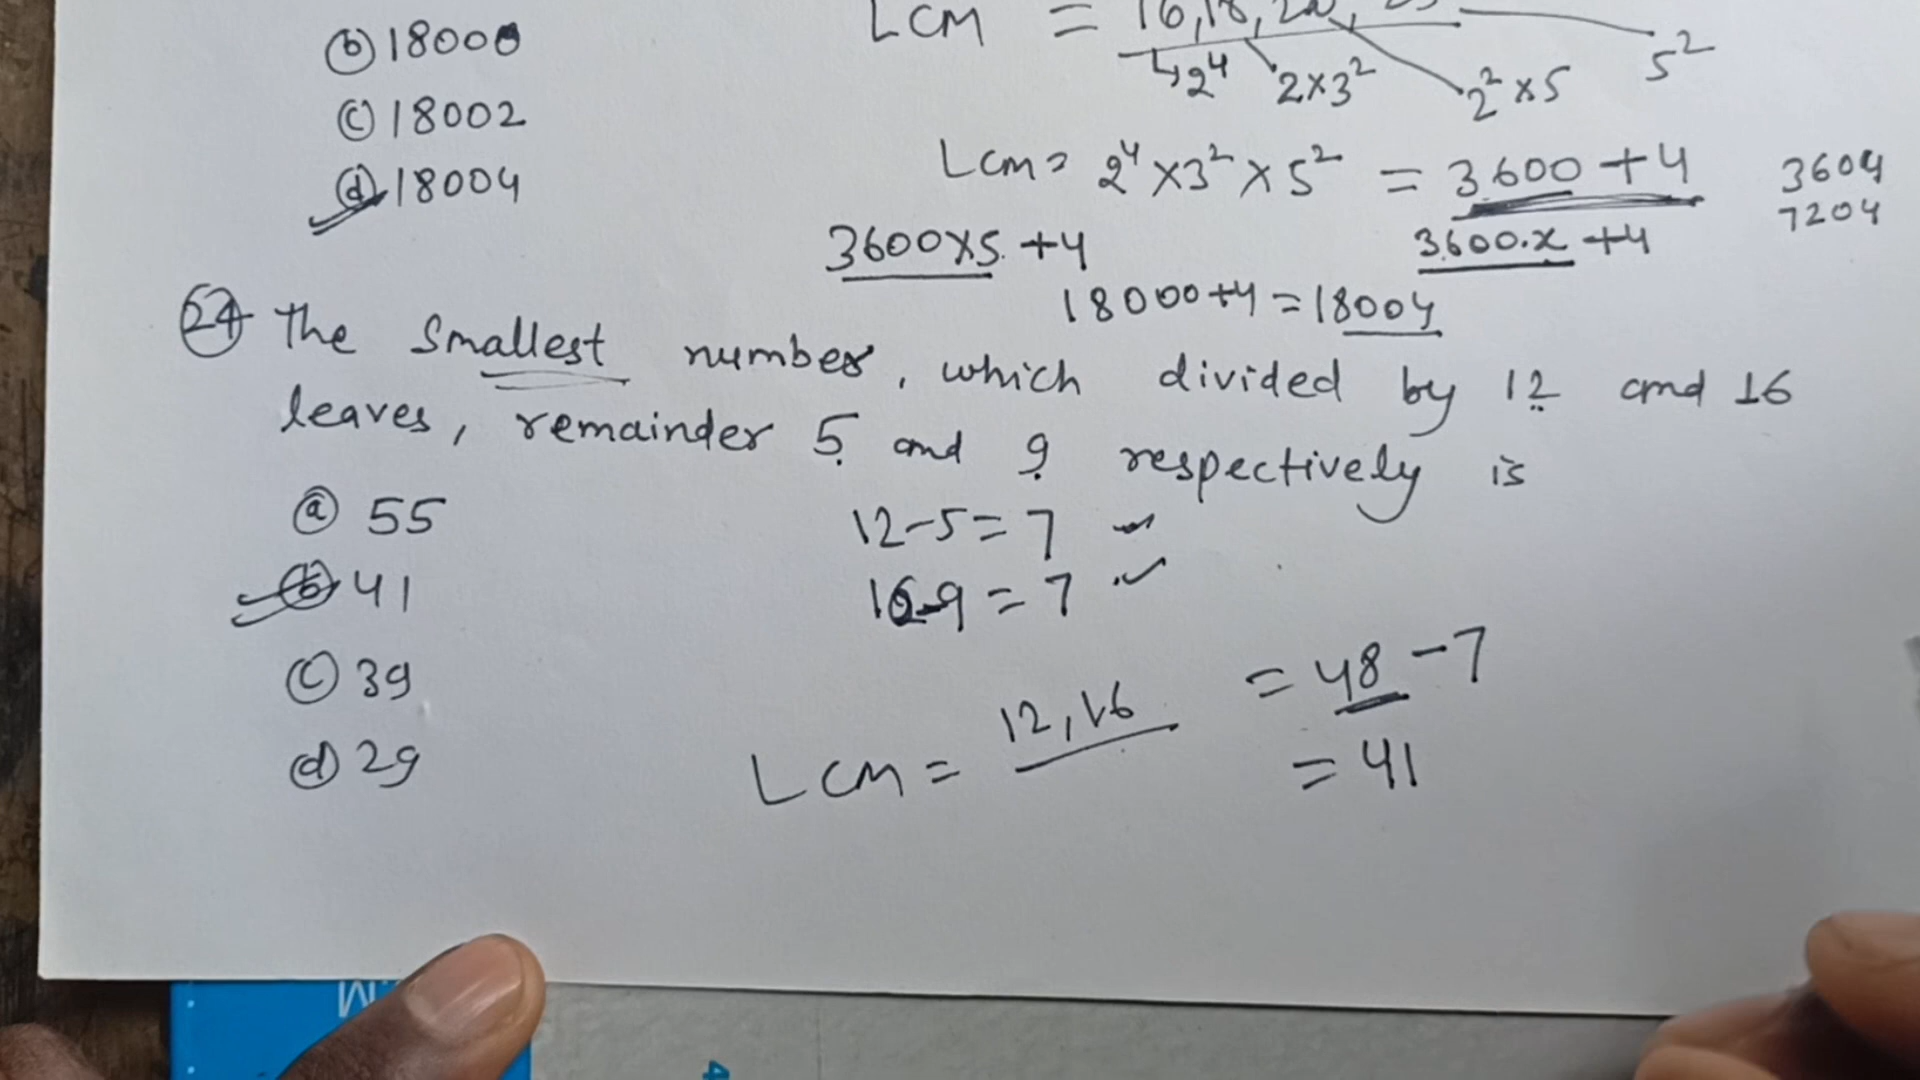 ⓑ 18000
ⓒ 18002
ⓓ 18004
LCM = 16,18,20,
↳2⁴ 2×3² 2²×5 5²
LCM = 2⁴×3²×5² = 3600+4
3604
7204
3600×5+4
3600.x+4
18000+4=18004
24 The Smallest number, which divided by 12 and 16
leaves, remainder 5 and 9 respectively is
ⓐ 55
ⓑ 41
ⓒ 39
ⓓ 29
12-5=7
16-9=7
LCM = 12,16 = 48-7
= 41
4